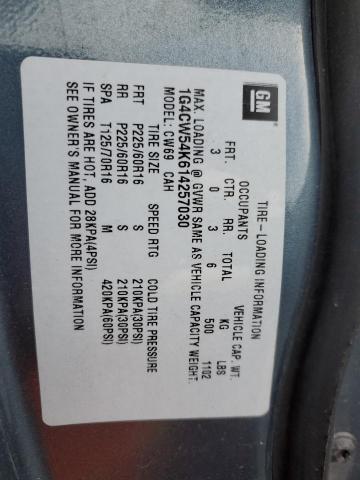 GM
TIRE-LOADING INFORMATION
OCCUPANTS VEHICLE CAP. WT.
FRT. CTR. RR. TOTAL KG LBS
3 0 3 6 500 1102
MAX. LOADING @ GVWR SAME AS VEHICLE CAPACITY WEIGHT.
1G4CW54K614257030
MODEL: CW69 CAH
TIRE SIZE SPEED RTG COLD TIRE PRESSURE
FRT P225/60R16 S 210KPA(30PSI)
RR P225/60R16 S 210KPA(30PSI)
SPA T125/70R16 M 420KPA(60PSI)
IF TIRES ARE HOT, ADD 28KPA(4PSI)
SEE OWNER'S MANUAL FOR MORE INFORMATION